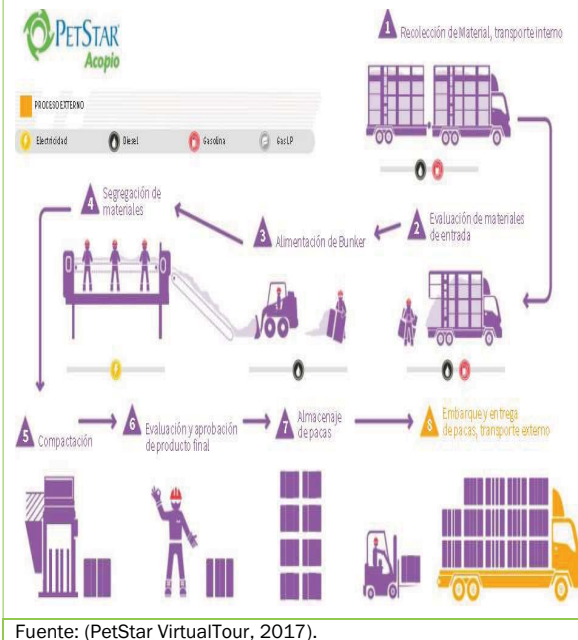 PETSTAR
Acopio
PROCESO EXTERNO
Electricidad
Diesel
Gasolina
Gas LP
1 Recolección de Material, transporte interno
2 Evaluación de materiales
de entrada
3 Alimentación de Bunker
4 Segregación de
materiales
5 Compactación
6 Evaluación y aprobación
de producto final
7 Almacenaje
de pacas
8 Embarque y entrega
de pacas, transporte externo
Fuente: (PetStar VirtualTour, 2017).